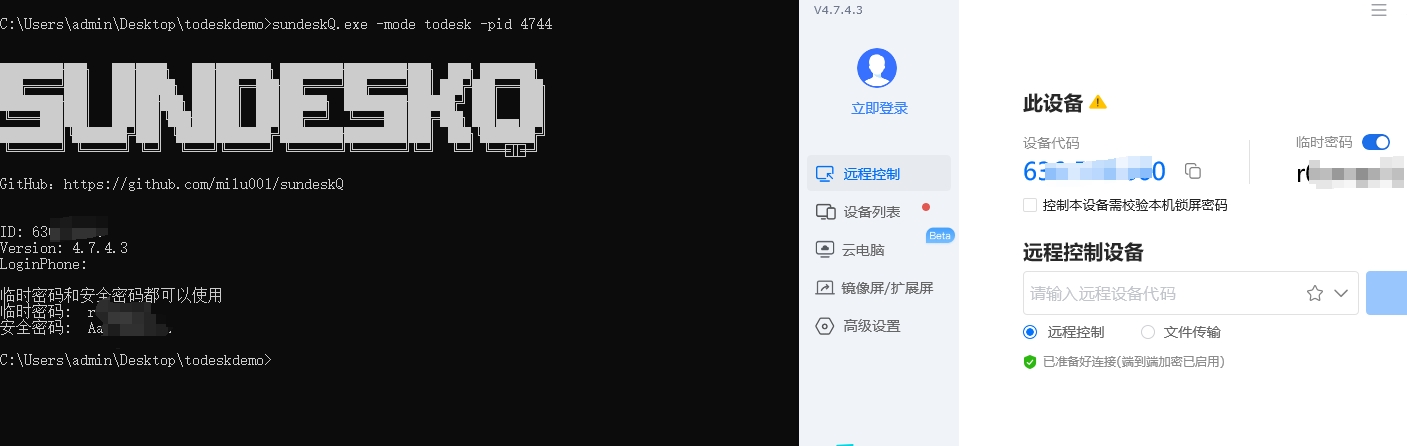 C:\Users\admin\Desktop\todeskdemo>sundeskQ.exe -mode todesk -pid 4744
SUNDESKQ
GitHub: https://github.com/milu001/sundeskQ
ID: 63
Version: 4.7.4.3
LoginPhone:
临时密码和安全密码都可以使用
临时密码: r
安全密码: Aa
C:\Users\admin\Desktop\todeskdemo>
V4.7.4.3
立即登录
远程控制
设备列表
Beta
云电脑
镜像屏/扩展屏
高级设置
此设备
设备代码
临时密码
63 0
r
控制本设备需校验本机锁屏密码
远程控制设备
请输入远程设备代码
远程控制
文件传输
已准备好连接(端到端加密已启用)